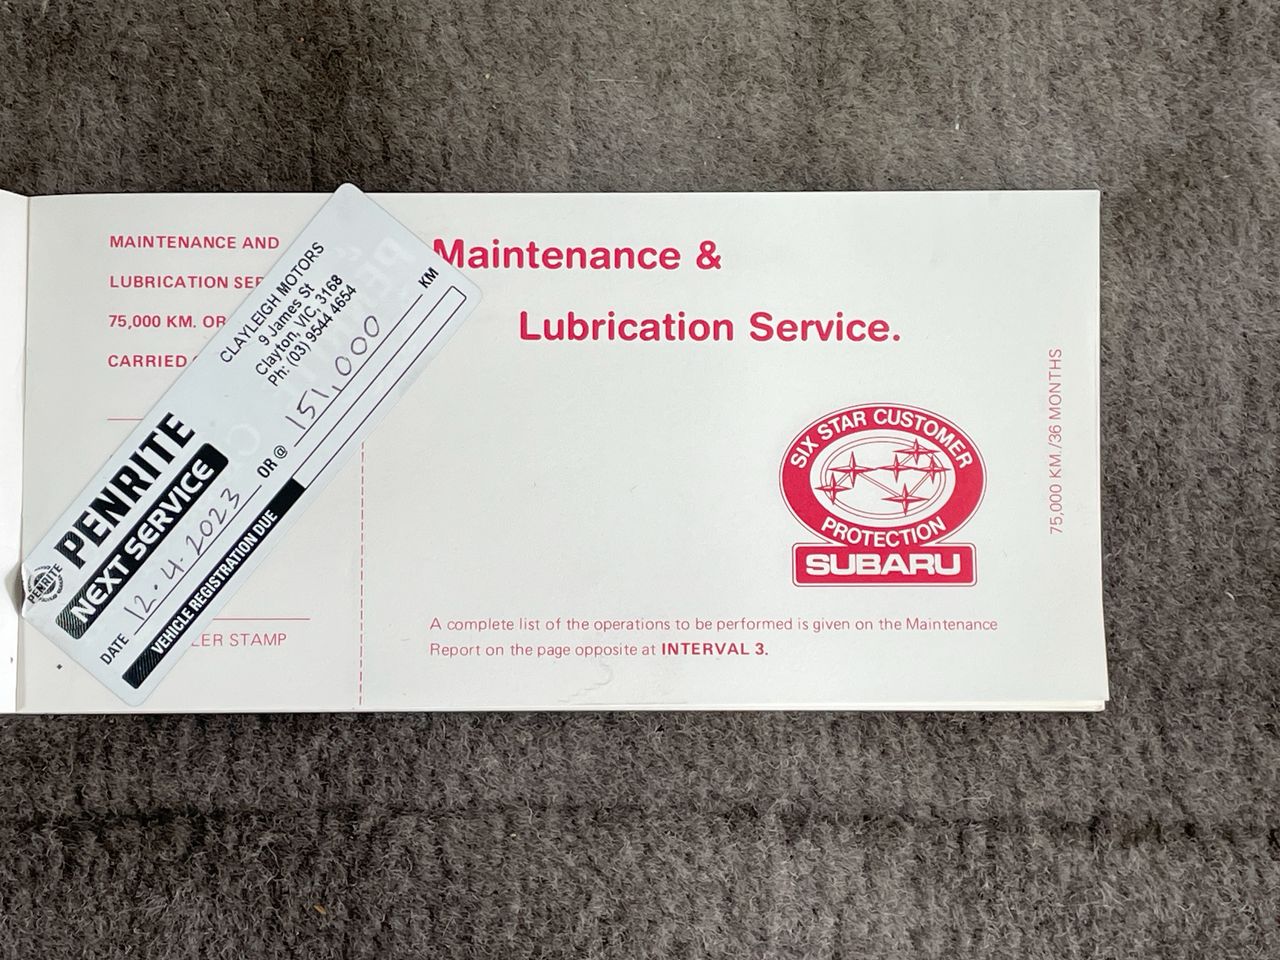 MAINTENANCE AND
LUBRICATION SER
75,000 KM. OR
CARRIED
LER STAMP
CLAYLEIGH MOTORS
9 James St
Clayton, VIC, 3168
Ph: (03) 9544 4654
PENRITE
NEXT SERVICE
DATE 12.4.2023 OR @ 151,000 KM
VEHICLE REGISTRATION DUE
PENRITE
Maintenance &
Lubrication Service.
SIX STAR CUSTOMER
PROTECTION
SUBARU
A complete list of the operations to be performed is given on the Maintenance
Report on the page opposite at INTERVAL 3.
75,000 KM./36 MONTHS